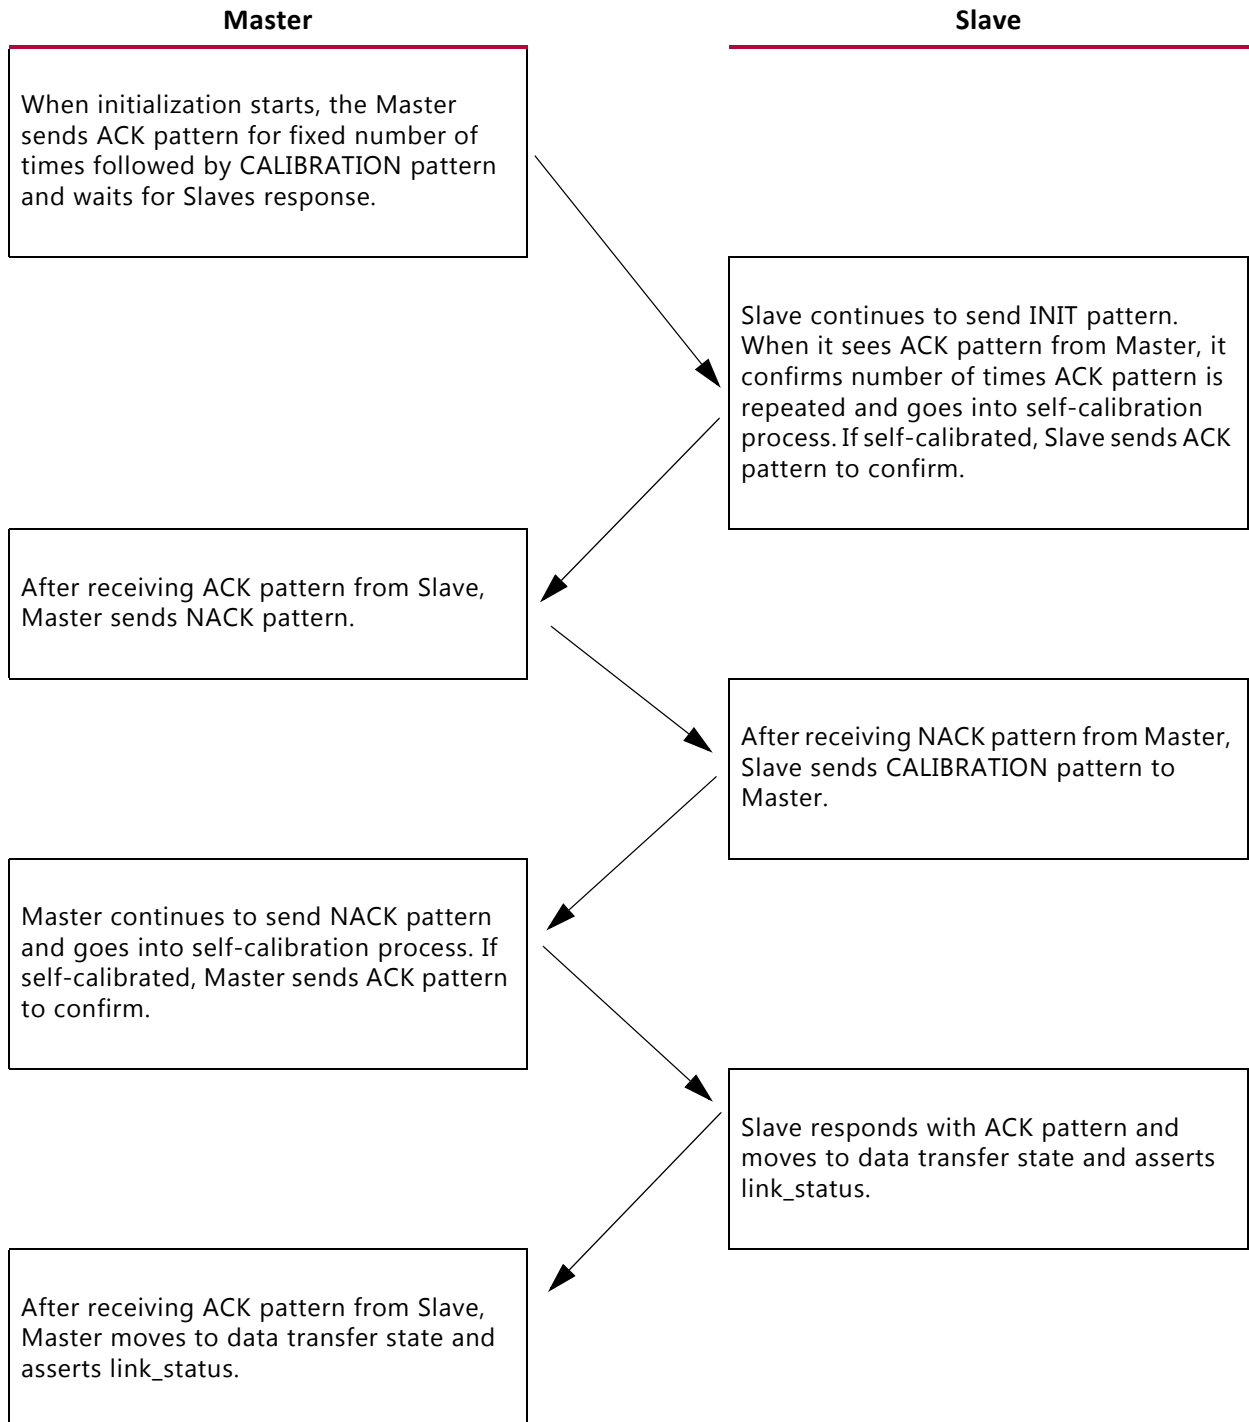 Master
Slave
When initialization starts, the Master
sends ACK pattern for fixed number of
times followed by CALIBRATION pattern
and waits for Slaves response.
Slave continues to send INIT pattern.
When it sees ACK pattern from Master, it
confirms number of times ACK pattern is
repeated and goes into self-calibration
process. If self-calibrated, Slave sends ACK
pattern to confirm.
After receiving ACK pattern from Slave,
Master sends NACK pattern.
After receiving NACK pattern from Master,
Slave sends CALIBRATION pattern to
Master.
Master continues to send NACK pattern
and goes into self-calibration process. If
self-calibrated, Master sends ACK pattern
to confirm.
Slave responds with ACK pattern and
moves to data transfer state and asserts
link_status.
After receiving ACK pattern from Slave,
Master moves to data transfer state and
asserts link_status.